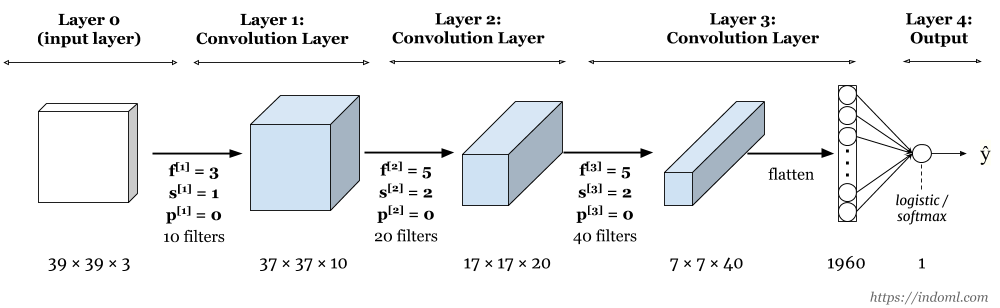 Layer 0
(input layer)
Layer 1:
Convolution Layer
Layer 2:
Convolution Layer
Layer 3:
Convolution Layer
Layer 4:
Output
f[1] = 3
s[1] = 1
p[1] = 0
10 filters
f[2] = 5
s[2] = 2
p[2] = 0
20 filters
f[3] = 5
s[3] = 2
p[3] = 0
40 filters
flatten
ŷ
logistic /
softmax
39 × 39 × 3
37 × 37 × 10
17 × 17 × 20
7 × 7 × 40
1960
1
https://indoml.com